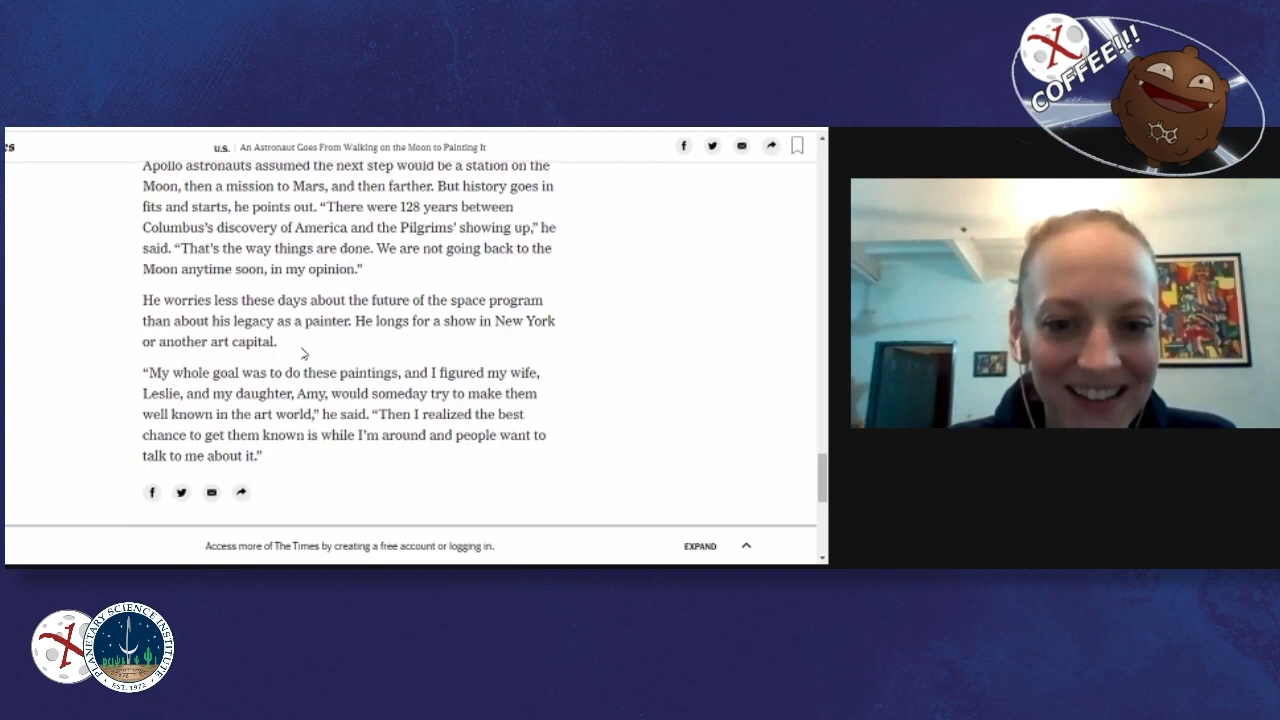 COFFEE!!!
es
U.S. | An Astronaut Goes From Walking on the Moon to Painting It
Apollo astronauts assumed the next step would be a station on the
Moon, then a mission to Mars, and then farther. But history goes in
fits and starts, he points out. “There were 128 years between
Columbus’s discovery of America and the Pilgrims’ showing up,” he
said. “That’s the way things are done. We are not going back to the
Moon anytime soon, in my opinion.”
He worries less these days about the future of the space program
than about his legacy as a painter. He longs for a show in New York
or another art capital.
“My whole goal was to do these paintings, and I figured my wife,
Leslie, and my daughter, Amy, would someday try to make them
well known in the art world,” he said. “Then I realized the best
chance to get them known is while I’m around and people want to
talk to me about it.”
Access more of The Times by creating a free account or logging in.
EXPAND
X
PLANETARY SCIENCE INSTITUTE
EST. 1972